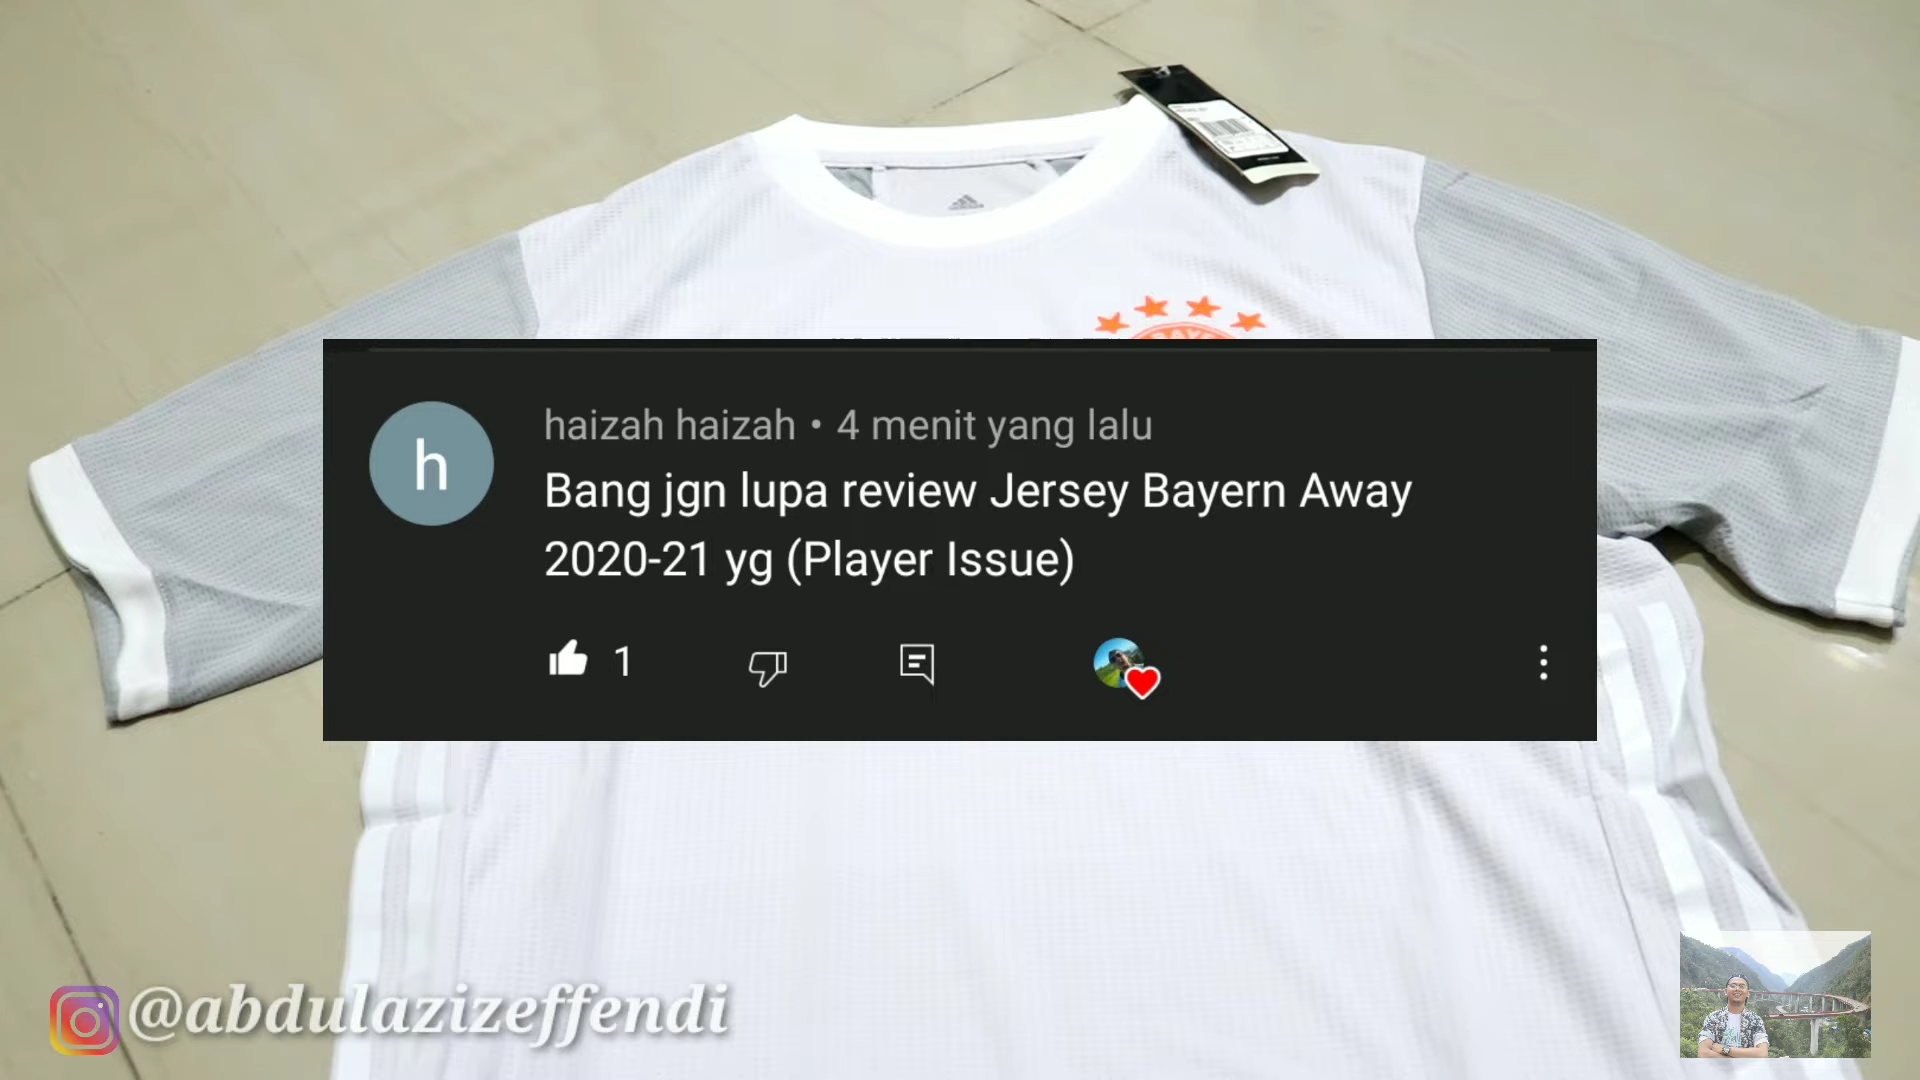 BAYE
h
haizah haizah • 4 menit yang lalu
Bang jgn lupa review Jersey Bayern Away
2020-21 yg (Player Issue)
1
@abdulazizeffendi